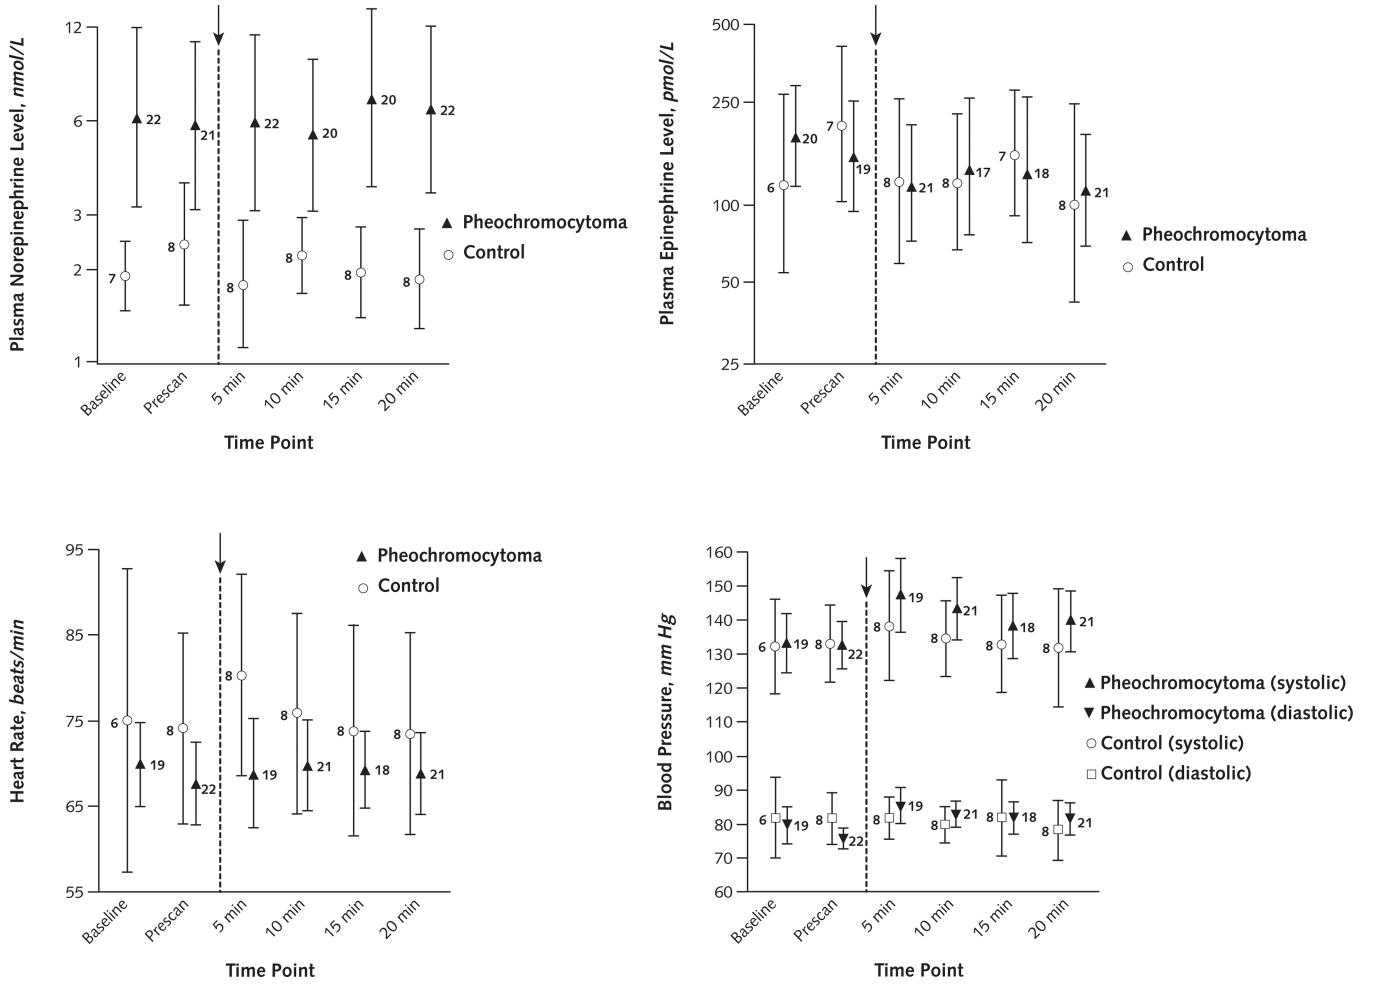 Plasma Norepinephrine Level, nmol/L
12
6
3
2
1
22
21
22
20
20
22
7
8
8
8
8
8
Pheochromocytoma
Control
Baseline
Prescan
5 min
10 min
15 min
20 min
Time Point
Plasma Epinephrine Level, pmol/L
500
250
100
50
25
6
20
7
19
8
21
8
17
7
18
8
21
Pheochromocytoma
Control
Baseline
Prescan
5 min
10 min
15 min
20 min
Time Point
Heart Rate, beats/min
95
85
75
65
55
6
19
8
22
8
19
8
21
8
18
8
21
Pheochromocytoma
Control
Baseline
Prescan
5 min
10 min
15 min
20 min
Time Point
Blood Pressure, mm Hg
160
150
140
130
120
110
100
90
80
70
60
6
19
8
22
8
19
8
21
8
18
8
21
6
19
8
22
8
19
8
21
8
18
8
21
Pheochromocytoma (systolic)
Pheochromocytoma (diastolic)
Control (systolic)
Control (diastolic)
Baseline
Prescan
5 min
10 min
15 min
20 min
Time Point